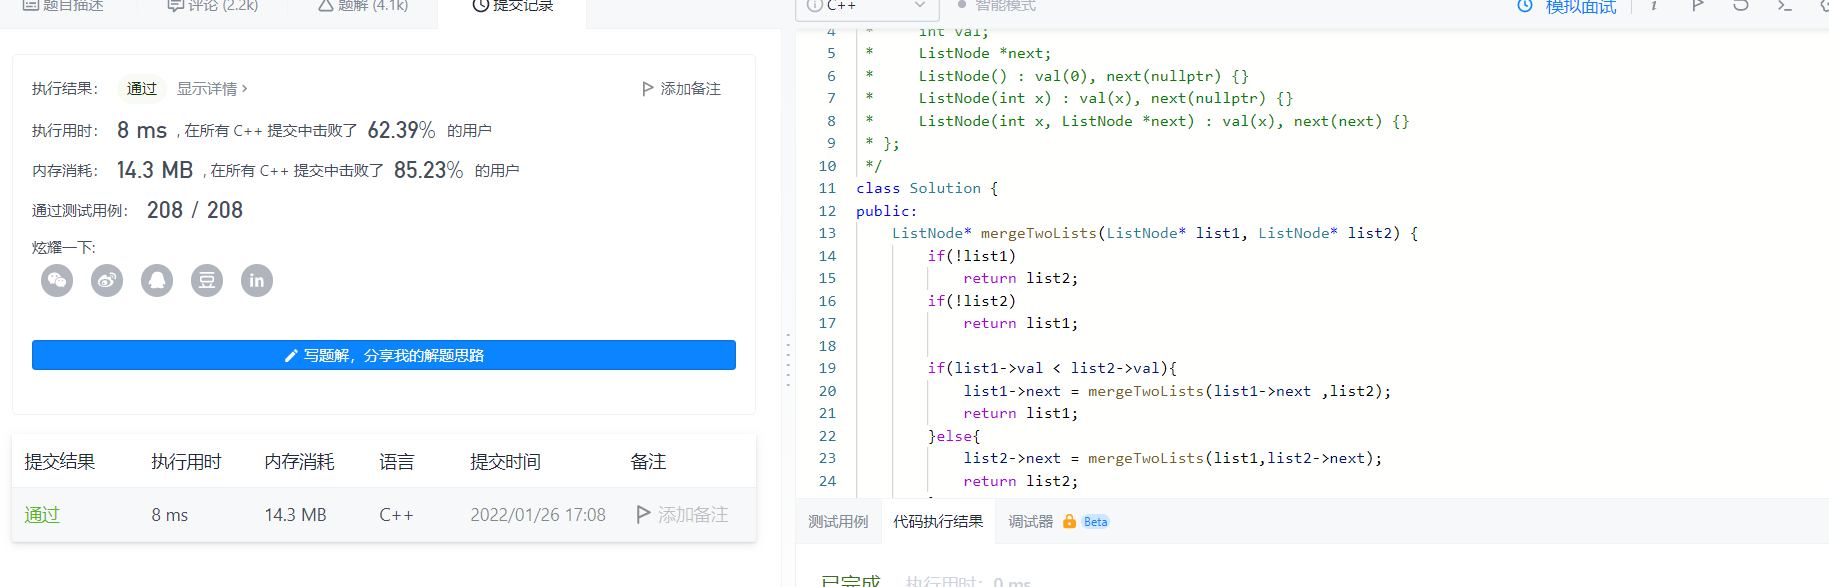 题目描述 评论 (2.2k) 题解 (4.1k) 提交记录
执行结果： 通过 显示详情 ›
添加备注
执行用时： 8 ms , 在所有 C++ 提交中击败了 62.39% 的用户
内存消耗： 14.3 MB , 在所有 C++ 提交中击败了 85.23% 的用户
通过测试用例： 208 / 208
炫耀一下:
豆 in
写题解，分享我的解题思路
提交结果 执行用时 内存消耗 语言 提交时间 备注
通过 8 ms 14.3 MB C++ 2022/01/26 17:08 添加备注
i C++ 智能模式 模拟面试 i
4 * int val;
5 * ListNode *next;
6 * ListNode() : val(0), next(nullptr) {}
7 * ListNode(int x) : val(x), next(nullptr) {}
8 * ListNode(int x, ListNode *next) : val(x), next(next) {}
9 * };
10 */
11 class Solution {
12 public:
13 ListNode* mergeTwoLists(ListNode* list1, ListNode* list2) {
14 if(!list1)
15 return list2;
16 if(!list2)
17 return list1;
18
19 if(list1->val < list2->val){
20 list1->next = mergeTwoLists(list1->next ,list2);
21 return list1;
22 }else{
23 list2->next = mergeTwoLists(list1,list2->next);
24 return list2;
测试用例 代码执行结果 调试器 Beta
已完成 执行用时：0 ms